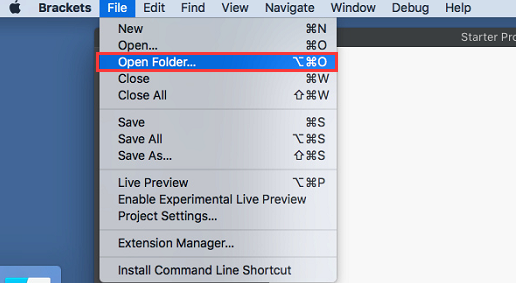 Brackets File Edit Find View Navigate Window Debug Help
Starter Pro
New ⌘N
Open... ⌘O
Open Folder... ⌥⌘O
Close ⌘W
Close All ⇧⌘W
Save ⌘S
Save All ⌥⌘S
Save As... ⇧⌘S
Live Preview ⌥⌘P
Enable Experimental Live Preview
Project Settings...
Extension Manager...
Install Command Line Shortcut